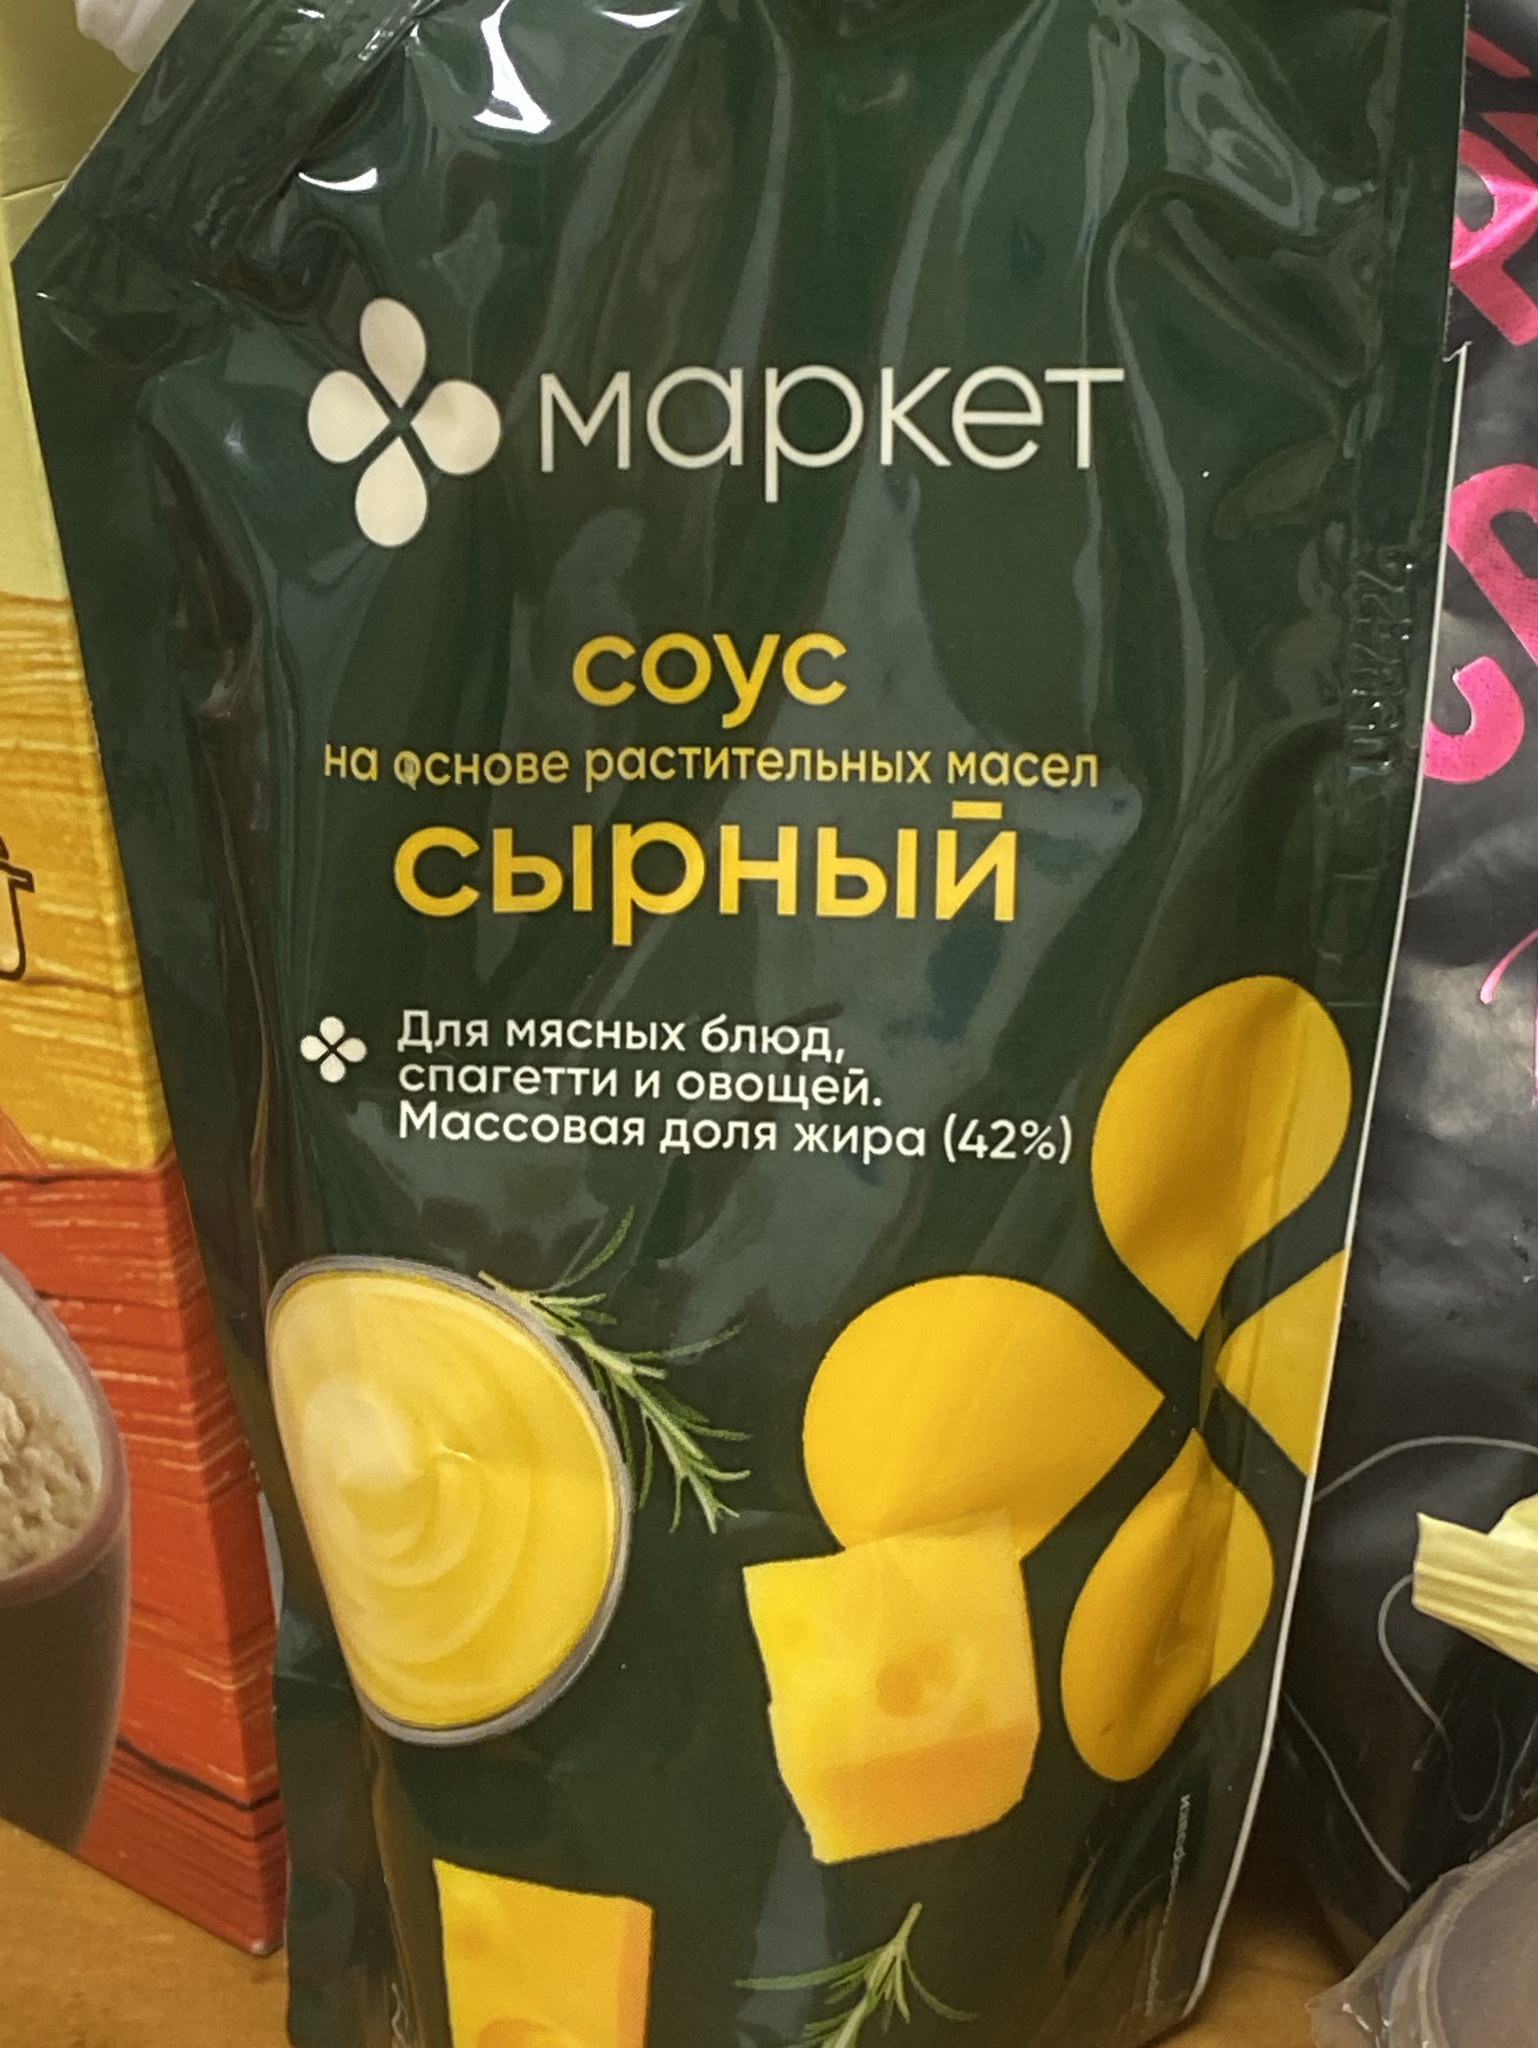 маркет
соус
на основе растительных масел
сырный
Для мясных блюд,
спагетти и овощей.
Массовая доля жира (42%)